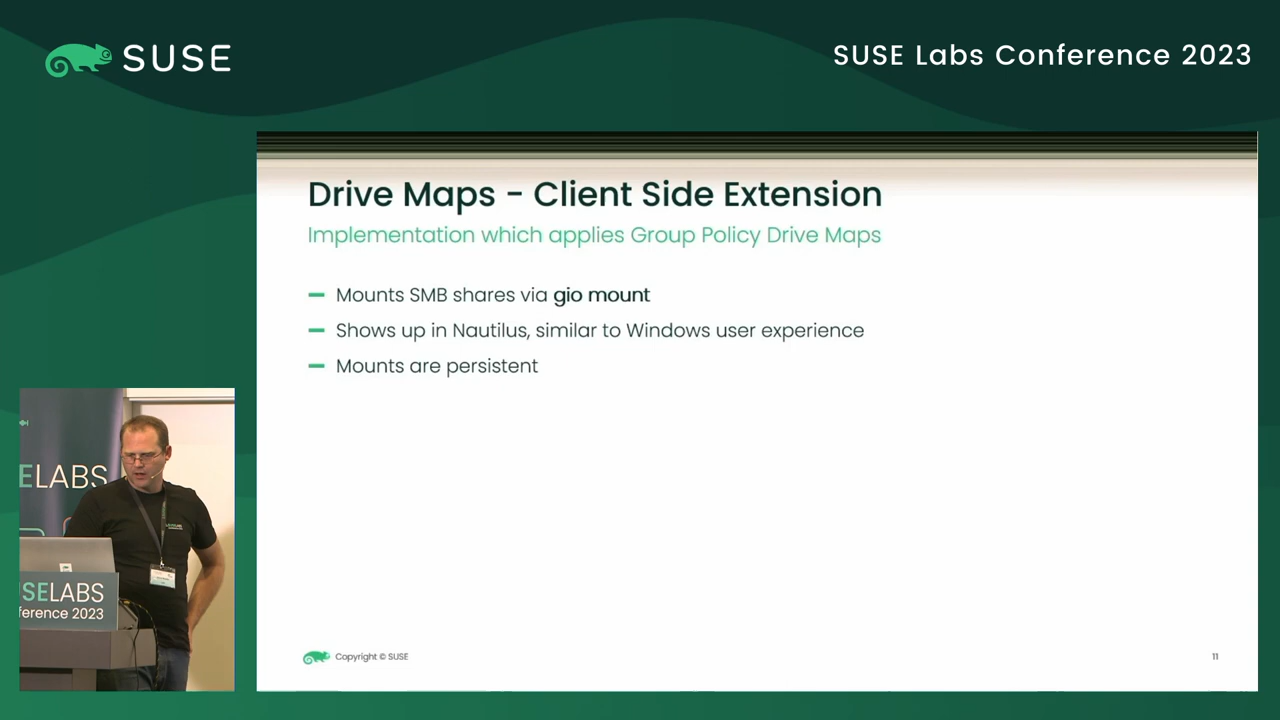 SUSE
SUSE Labs Conference 2023
Drive Maps - Client Side Extension
Implementation which applies Group Policy Drive Maps
Mounts SMB shares via gio mount
Shows up in Nautilus, similar to Windows user experience
Mounts are persistent
ELABS
SELABS
ference 2023
Copyright © SUSE
11